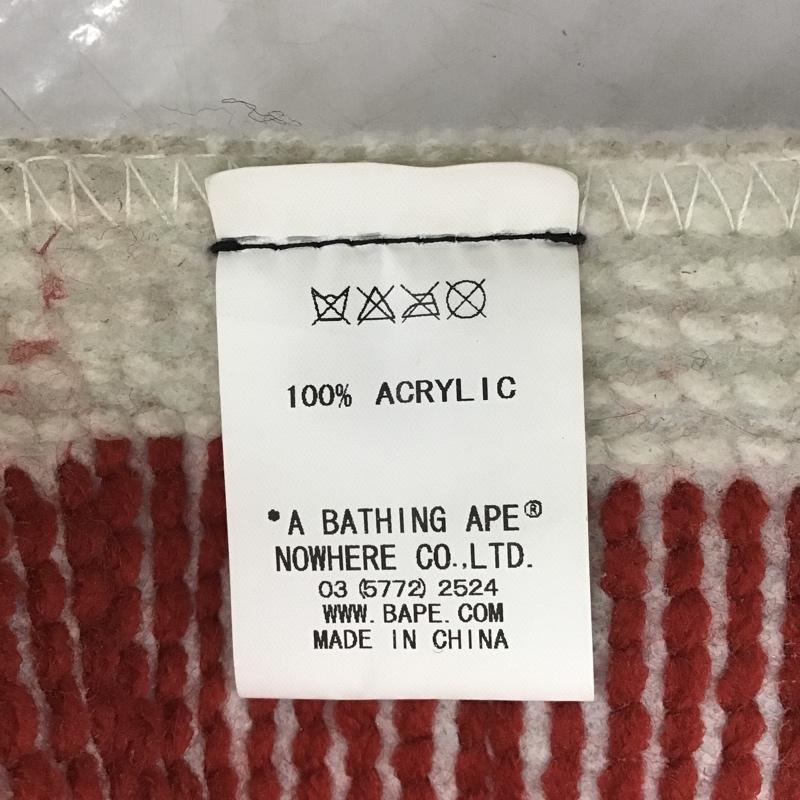 100% ACRYLIC
*A BATHING APE®
NOWHERE CO.,LTD.
03 (5772) 2524
WWW.BAPE.COM
MADE IN CHINA